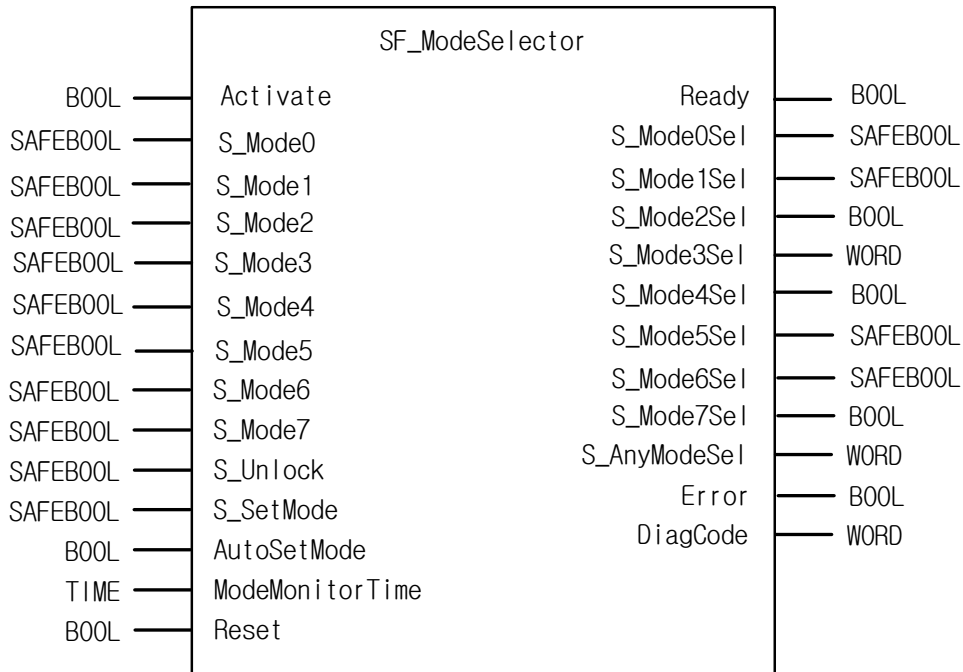 SF_ModeSelector
BOOL Activate Ready BOOL
SAFEBOOL S_Mode0 S_Mode0Sel SAFEBOOL
SAFEBOOL S_Mode1 S_Mode1Sel SAFEBOOL
SAFEBOOL S_Mode2 S_Mode2Sel BOOL
SAFEBOOL S_Mode3 S_Mode3Sel WORD
SAFEBOOL S_Mode4 S_Mode4Sel BOOL
SAFEBOOL S_Mode5 S_Mode5Sel SAFEBOOL
SAFEBOOL S_Mode6 S_Mode6Sel SAFEBOOL
SAFEBOOL S_Mode7 S_Mode7Sel BOOL
SAFEBOOL S_Unlock S_AnyModeSel WORD
SAFEBOOL S_SetMode Error BOOL
BOOL AutoSetMode DiagCode WORD
TIME ModeMonitorTime
BOOL Reset